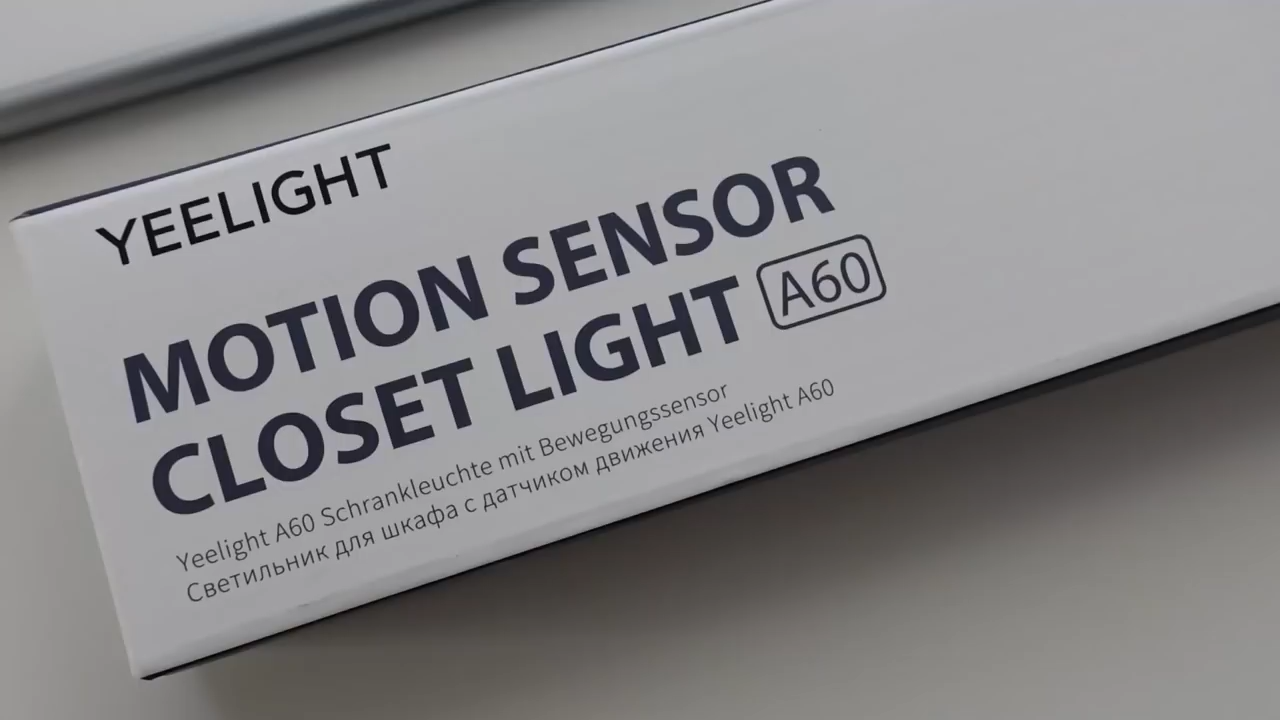 YEELIGHT
MOTION SENSOR
CLOSET LIGHT A60
Yeelight A60 Schrankleuchte mit Bewegungssensor
Светильник для шкафа с датчиком движения Yeelight A60